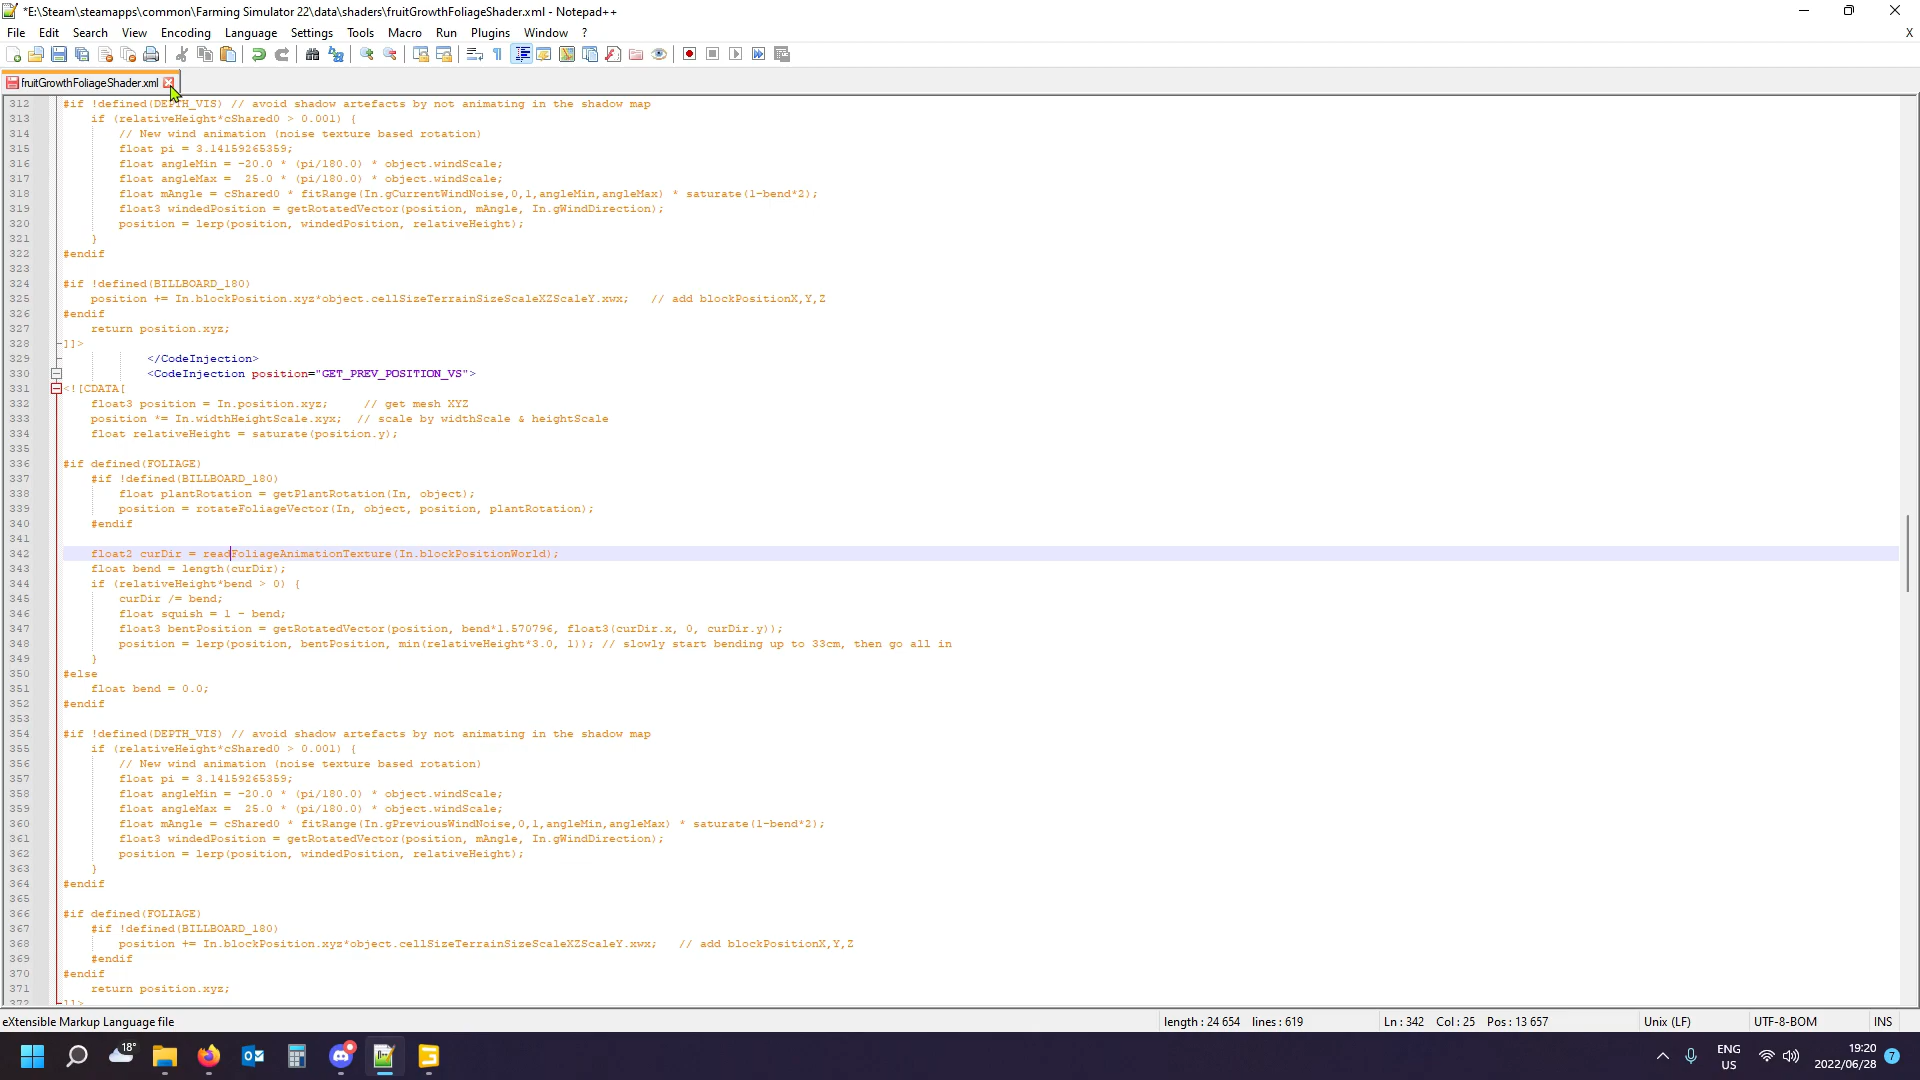 *E:\Steam\steamapps\common\Farming Simulator 22\data\shaders\fruitGrowthFoliageShader.xml - Notepad++
File Edit Search View Encoding Language Settings Tools Macro Run Plugins Window ? X
fruitGrowthFoliageShader.xml
312 #if !defined(DEPTH_VIS) // avoid shadow artefacts by not animating in the shadow map
313 if (relativeHeight*cShared0 > 0.001) {
314 // New wind animation (noise texture based rotation)
315 float pi = 3.14159265359;
316 float angleMin = -20.0 * (pi/180.0) * object.windScale;
317 float angleMax = 25.0 * (pi/180.0) * object.windScale;
318 float mAngle = cShared0 * fitRange(In.gCurrentWindNoise,0,1,angleMin,angleMax) * saturate(1-bend*2);
319 float3 windedPosition = getRotatedVector(position, mAngle, In.gWindDirection);
320 position = lerp(position, windedPosition, relativeHeight);
321 }
322 #endif
323
324 #if !defined(BILLBOARD_180)
325 position += In.blockPosition.xyz*object.cellSizeTerrainSizeScaleXZScaleY.xwx; // add blockPositionX,Y,Z
326 #endif
327 return position.xyz;
328 ]]>
329 </CodeInjection>
330 <CodeInjection position="GET_PREV_POSITION_VS">
331 <![CDATA[
332 float3 position = In.position.xyz; // get mesh XYZ
333 position *= In.widthHeightScale.xyx; // scale by widthScale & heightScale
334 float relativeHeight = saturate(position.y);
335
336 #if defined(FOLIAGE)
337 #if !defined(BILLBOARD_180)
338 float plantRotation = getPlantRotation(In, object);
339 position = rotateFoliageVector(In, object, position, plantRotation);
340 #endif
341
342 float2 curDir = readFoliageAnimationTexture(In.blockPositionWorld);
343 float bend = length(curDir);
344 if (relativeHeight*bend > 0) {
345 curDir /= bend;
346 float squish = 1 - bend;
347 float3 bentPosition = getRotatedVector(position, bend*1.570796, float3(curDir.x, 0, curDir.y));
348 position = lerp(position, bentPosition, min(relativeHeight*3.0, 1)); // slowly start bending up to 33cm, then go all in
349 }
350 #else
351 float bend = 0.0;
352 #endif
353
354 #if !defined(DEPTH_VIS) // avoid shadow artefacts by not animating in the shadow map
355 if (relativeHeight*cShared0 > 0.001) {
356 // New wind animation (noise texture based rotation)
357 float pi = 3.14159265359;
358 float angleMin = -20.0 * (pi/180.0) * object.windScale;
359 float angleMax = 25.0 * (pi/180.0) * object.windScale;
360 float mAngle = cShared0 * fitRange(In.gPreviousWindNoise,0,1,angleMin,angleMax) * saturate(1-bend*2);
361 float3 windedPosition = getRotatedVector(position, mAngle, In.gWindDirection);
362 position = lerp(position, windedPosition, relativeHeight);
363 }
364 #endif
365
366 #if defined(FOLIAGE)
367 #if !defined(BILLBOARD_180)
368 position += In.blockPosition.xyz*object.cellSizeTerrainSizeScaleXZScaleY.xwx; // add blockPositionX,Y,Z
369 #endif
370 #endif
371 return position.xyz;
372 ]]>
eXtensible Markup Language file length : 24 654 lines : 619 Ln : 342 Col : 25 Pos : 13 657 Unix (LF) UTF-8-BOM INS
18° ENG 19:20
US 2022/06/28 7